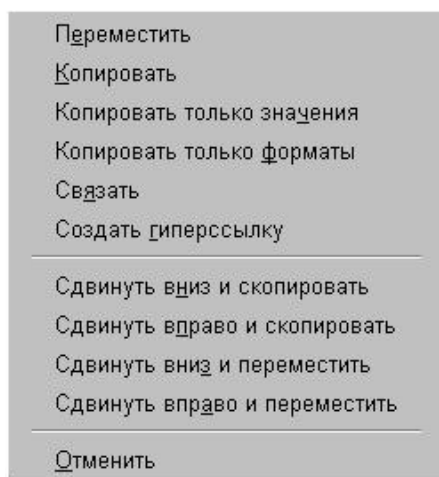 Переместить
Копировать
Копировать только значения
Копировать только форматы
Связать
Создать гиперссылку
Сдвинуть вниз и скопировать
Сдвинуть вправо и скопировать
Сдвинуть вниз и переместить
Сдвинуть вправо и переместить
Отменить